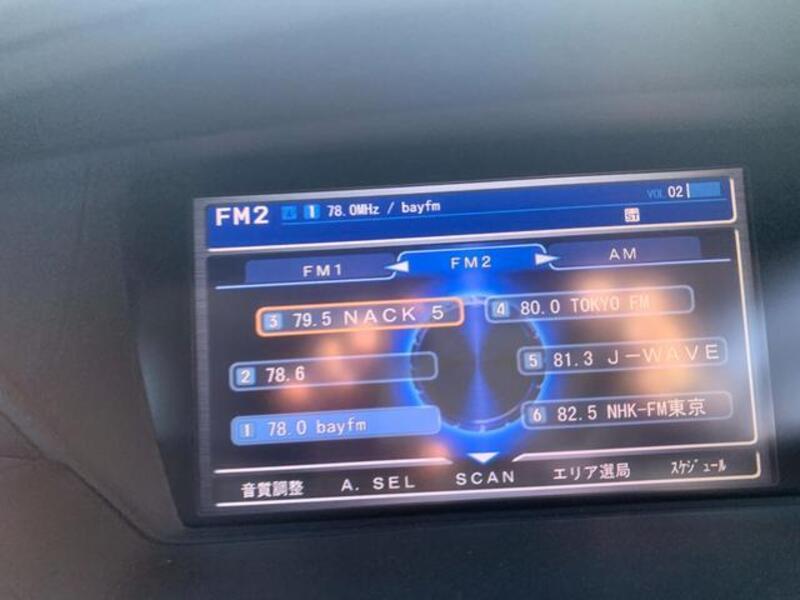 FM2 1 78.0MHz / bayfm VOL 02
ST
FM1 FM2 AM
3 79.5 NACK 5
4 80.0 TOKYO FM
2 78.6
5 81.3 J-WAVE
1 78.0 bayfm
6 82.5 NHK-FM東京
音質調整 A. SEL SCAN エリア選局 スケジュール